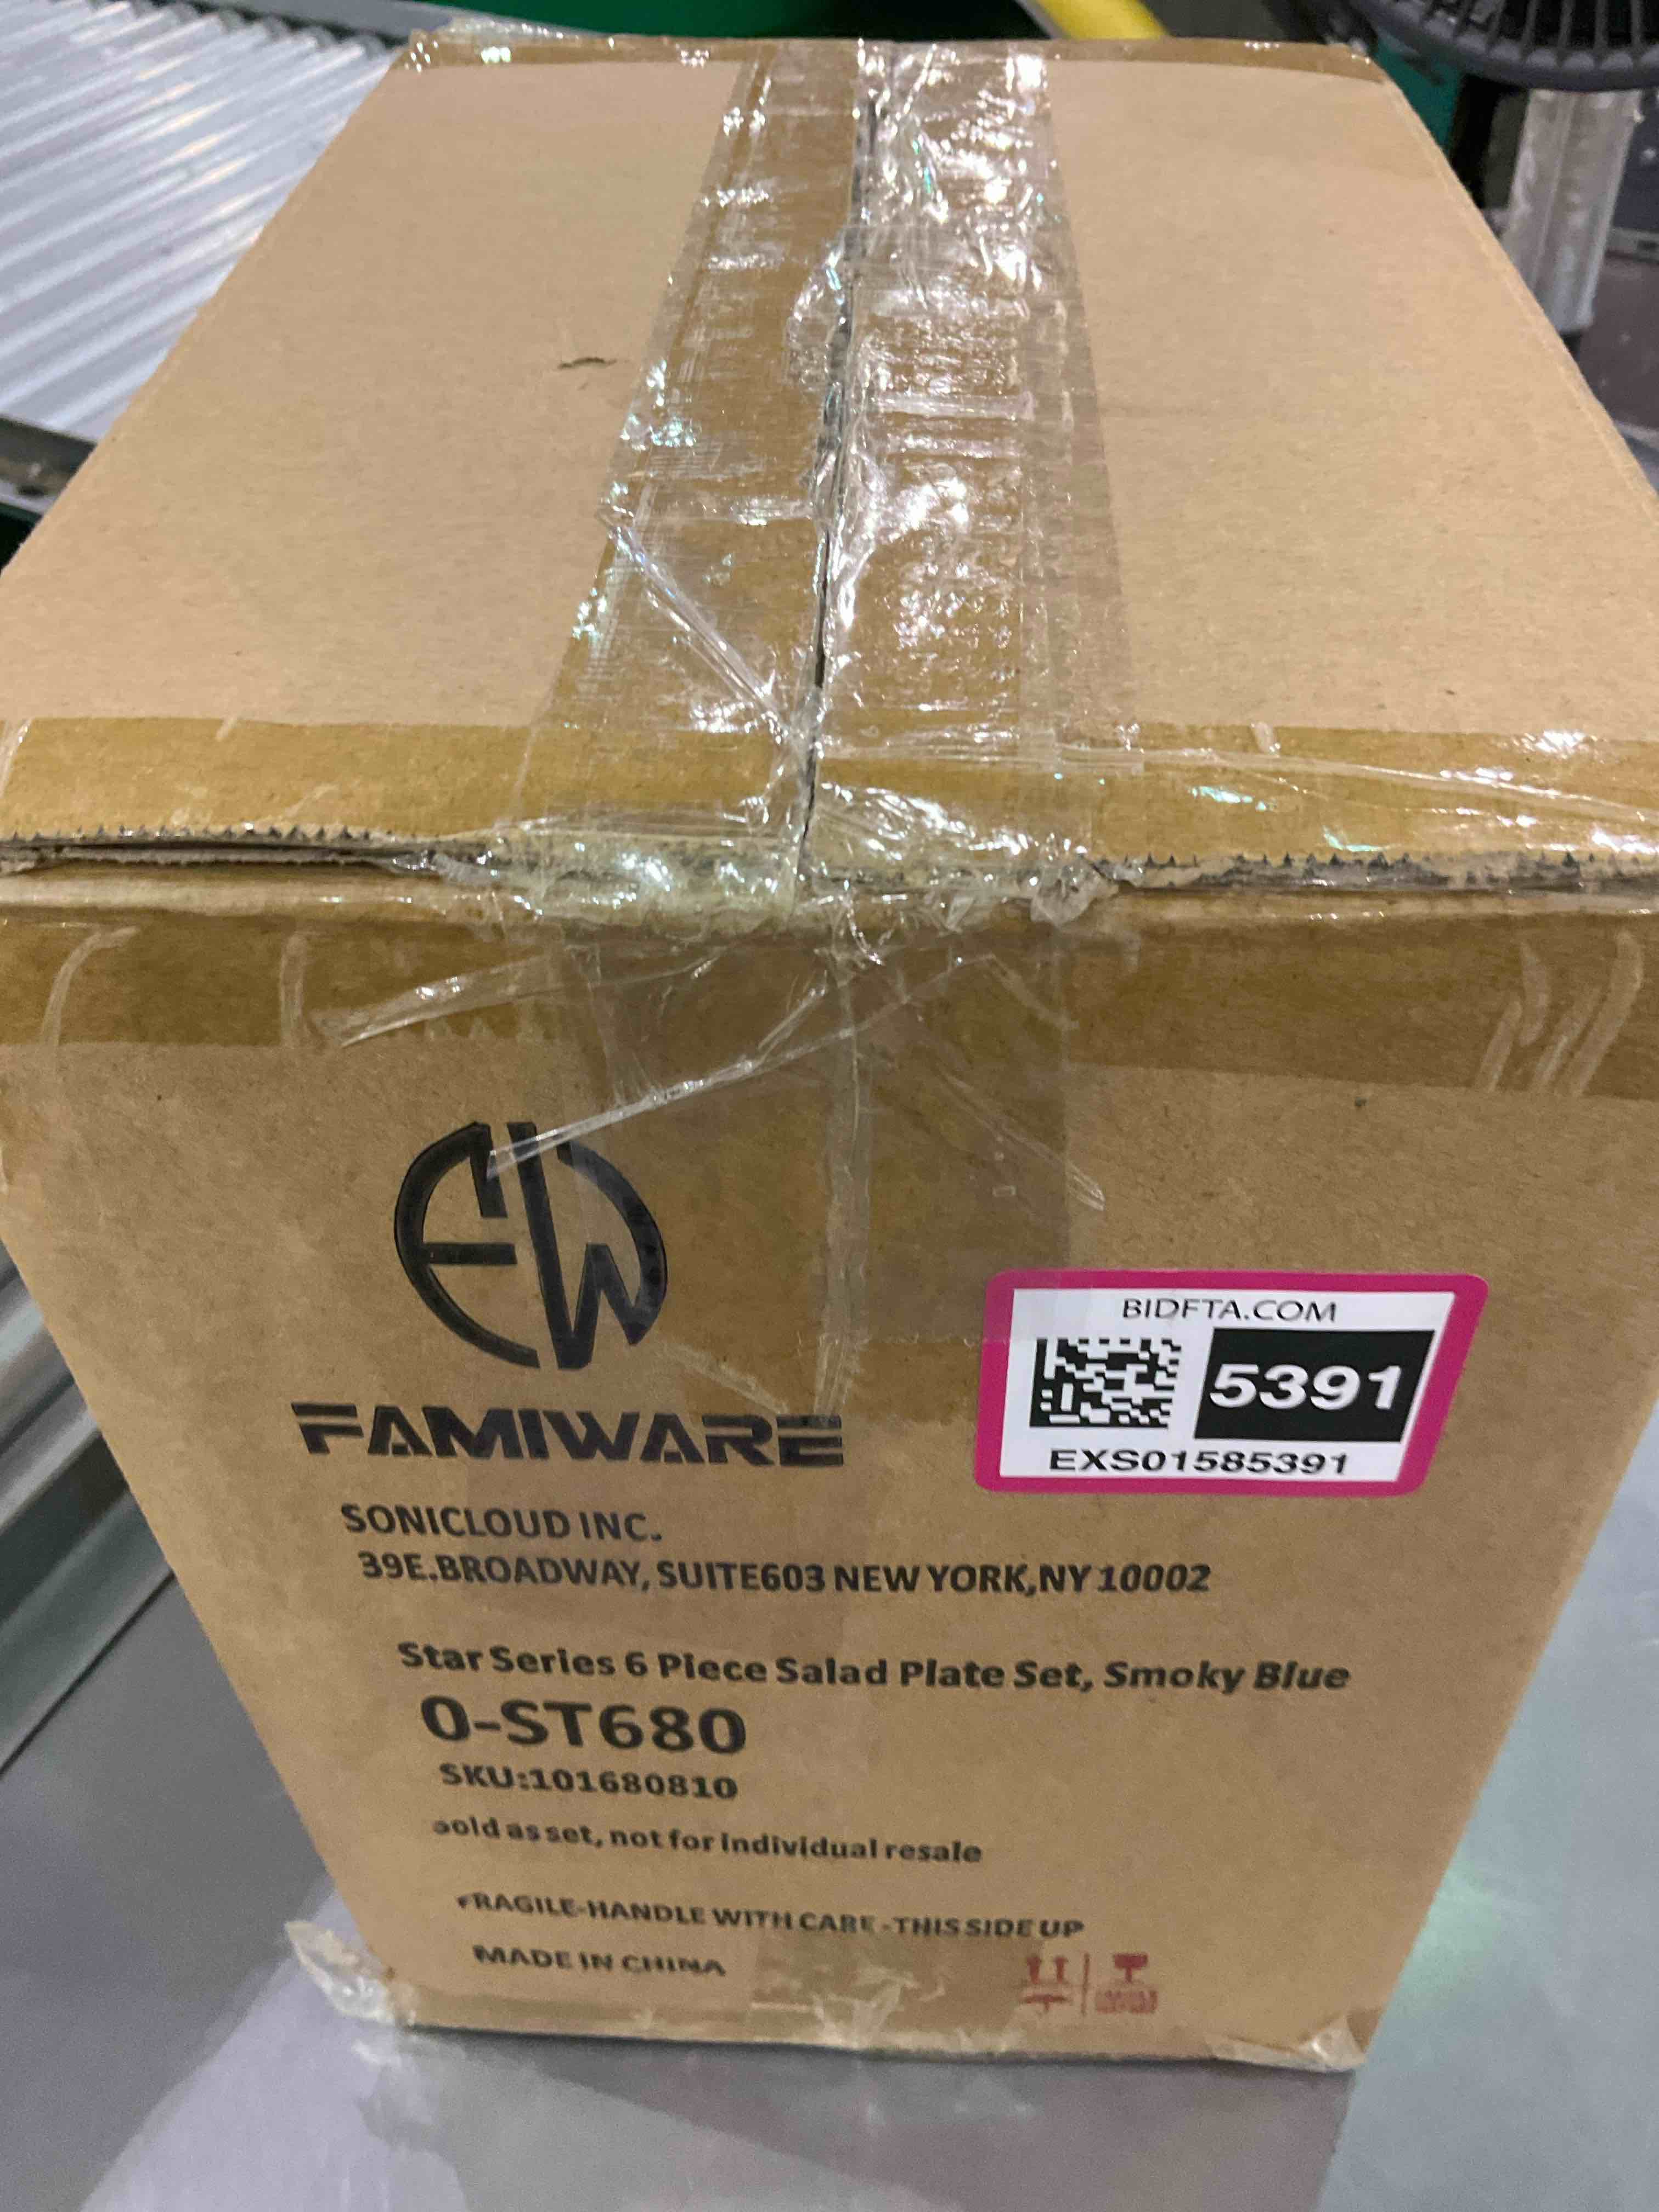 FW
FAMIWARE
BIDFTA.COM
5391
EXS01585391
SONICLOUD INC.
39E.BROADWAY, SUITE603 NEW YORK,NY 10002
Star Series 6 Piece Salad Plate Set, Smoky Blue
0-ST680
SKU:101680810
sold as set, not for individual resale
FRAGILE-HANDLE WITH CARE-THIS SIDE UP
MADE IN CHINA